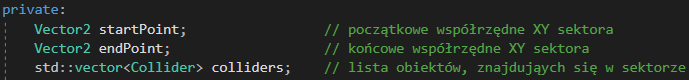 private:
Vector2 startPoint; // początkowe współrzędne XY sektora
Vector2 endPoint; // końcowe współrzędne XY sektora
std::vector<Collider> colliders; // lista obiektów, znajdująych się w sektorze